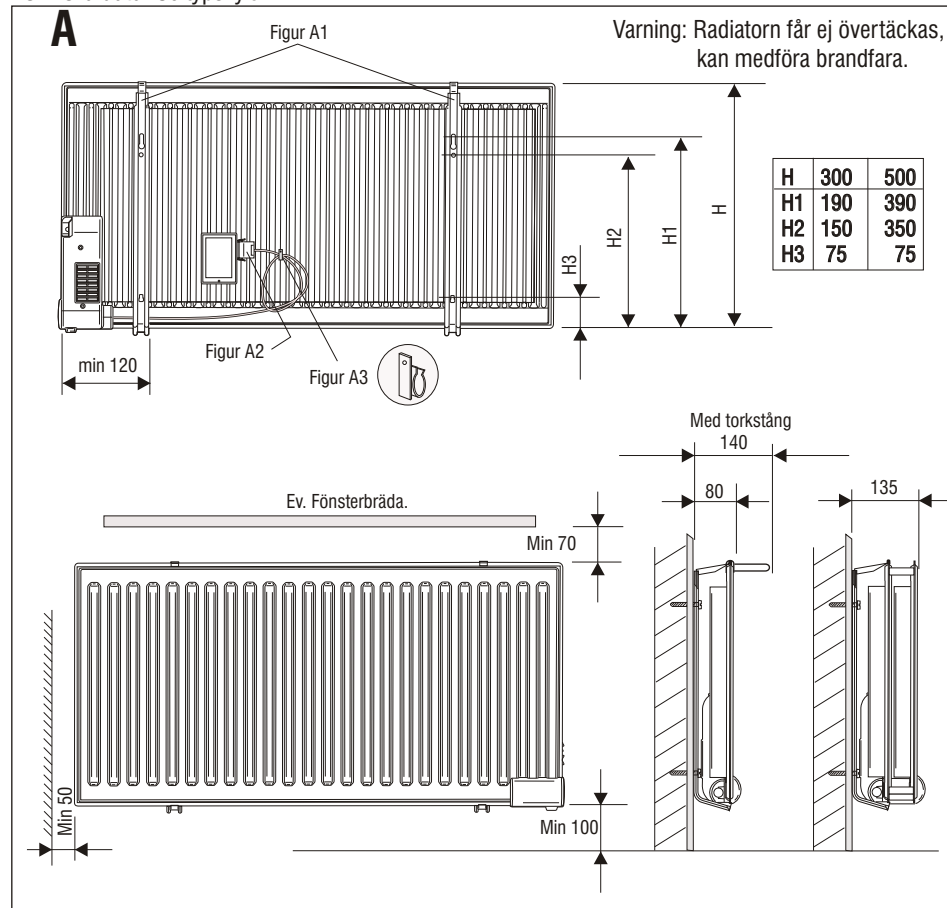 A
Figur A1
Varning: Radiatorn får ej övertäckas,
kan medföra brandfara.
H 300 500
H1 190 390
H2 150 350
H3 75 75
H3
H2
H1
H
min 120
Figur A2
Figur A3
Med torkstång
140
80
135
Ev. Fönsterbräda.
Min 70
Min 50
Min 100